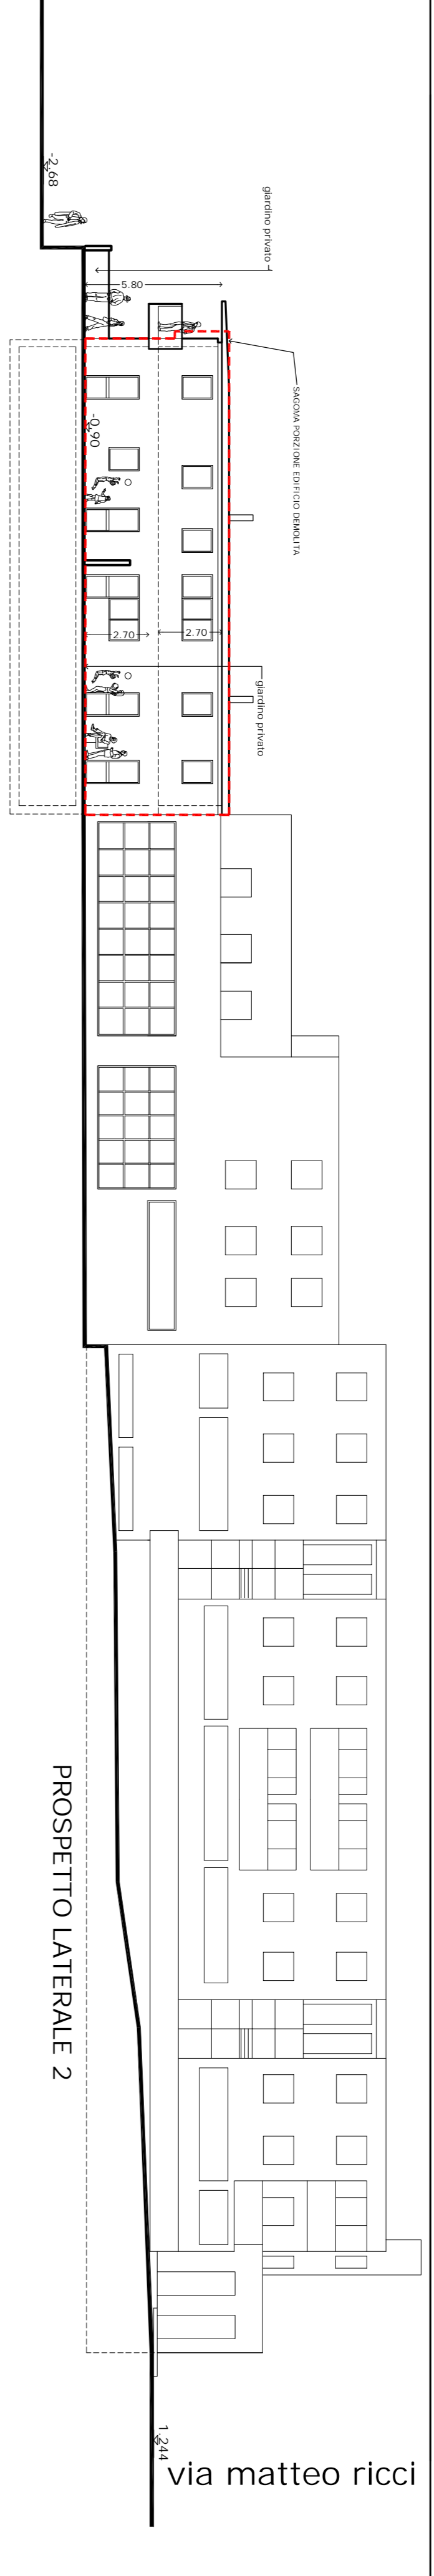 -2.68
giardino privato
5.80
SAGOMA PORZIONE EDIFICIO DEMOLITA
-0.90
2.70
2.70
giardino privato
PROSPETTO LATERALE 2
1.244
via matteo ricci